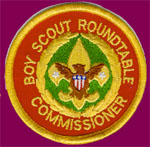 BOY SCOUT ROUNDTABLE
COMMISSIONER